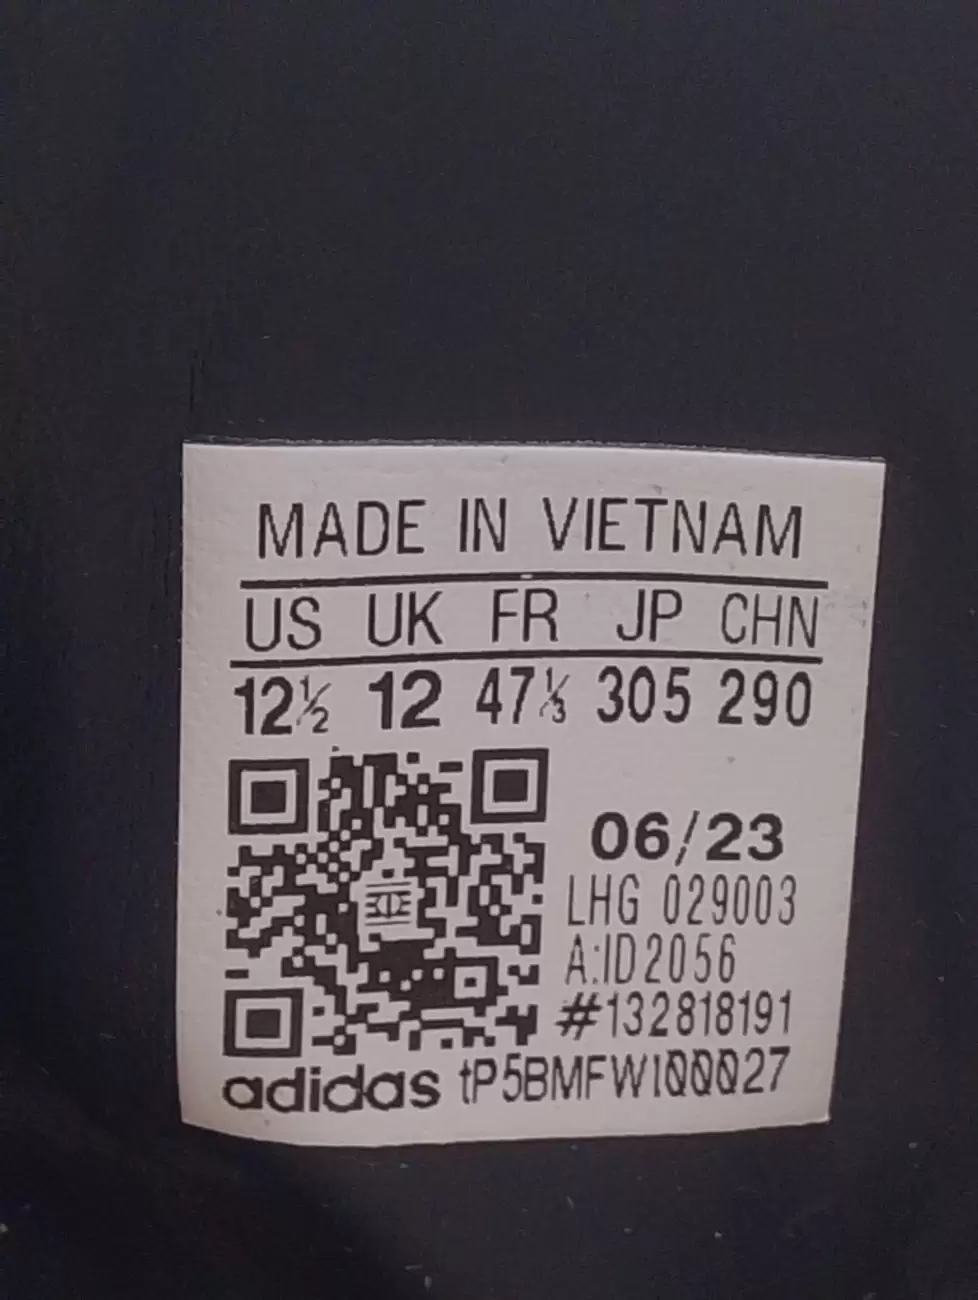 MADE IN VIETNAM
US UK FR JP CHN
12½ 12 47⅓ 305 290
06/23
LHG 029003
A:ID2056
#132818191
adidas tP5BMFW1000027